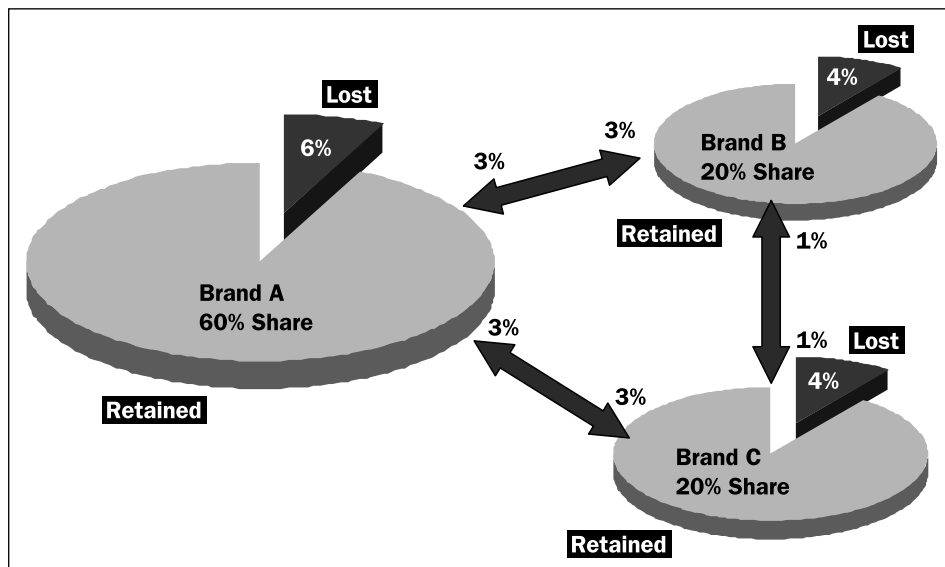 Lost
4%
Lost
6%
3%
3%
Brand B
20% Share
Retained
1%
Brand A
60% Share
3%
1%
Lost
3%
4%
Retained
Brand C
20% Share
Retained